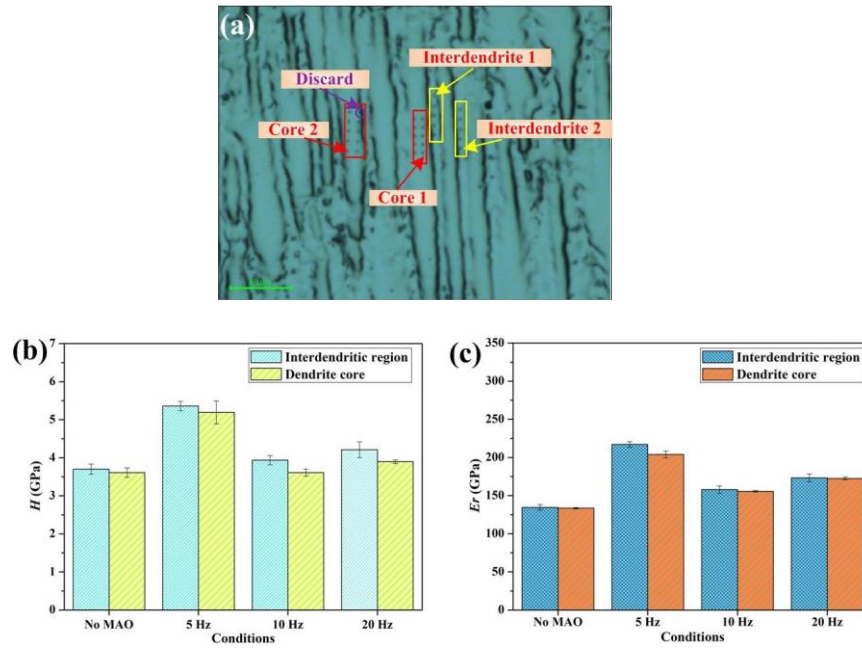 (a)
Interdendrite 1
Discard
Core 2
Interdendrite 2
Core 1
(b)
7
6
5
4
3
2
1
0
H (GPa)
Interdendritic region
Dendrite core
No MAO 5 Hz 10 Hz 20 Hz
Conditions
(c)
350
300
250
200
150
100
50
0
Er (GPa)
Interdendritic region
Dendrite core
No MAO 5 Hz 10 Hz 20 Hz
Conditions